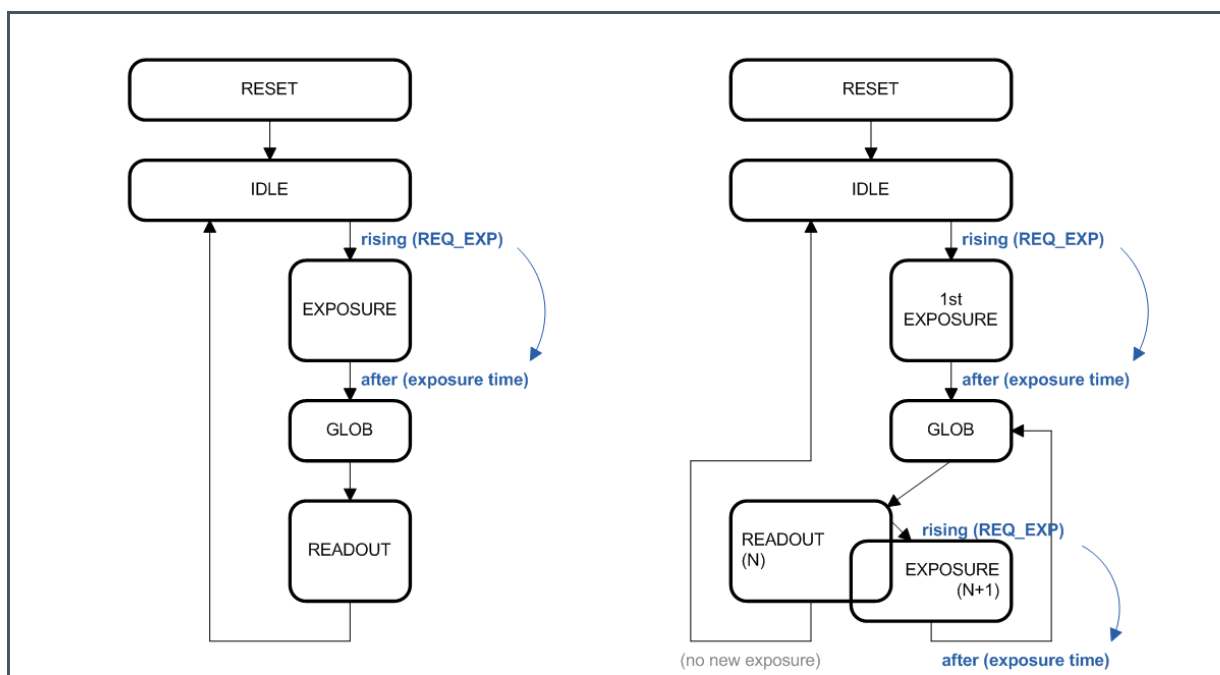 RESET
IDLE
rising (REQ_EXP)
EXPOSURE
after (exposure time)
GLOB
READOUT
RESET
IDLE
rising (REQ_EXP)
1st
EXPOSURE
after (exposure time)
GLOB
rising (REQ_EXP)
READOUT
(N)
EXPOSURE
(N+1)
(no new exposure)
after (exposure time)